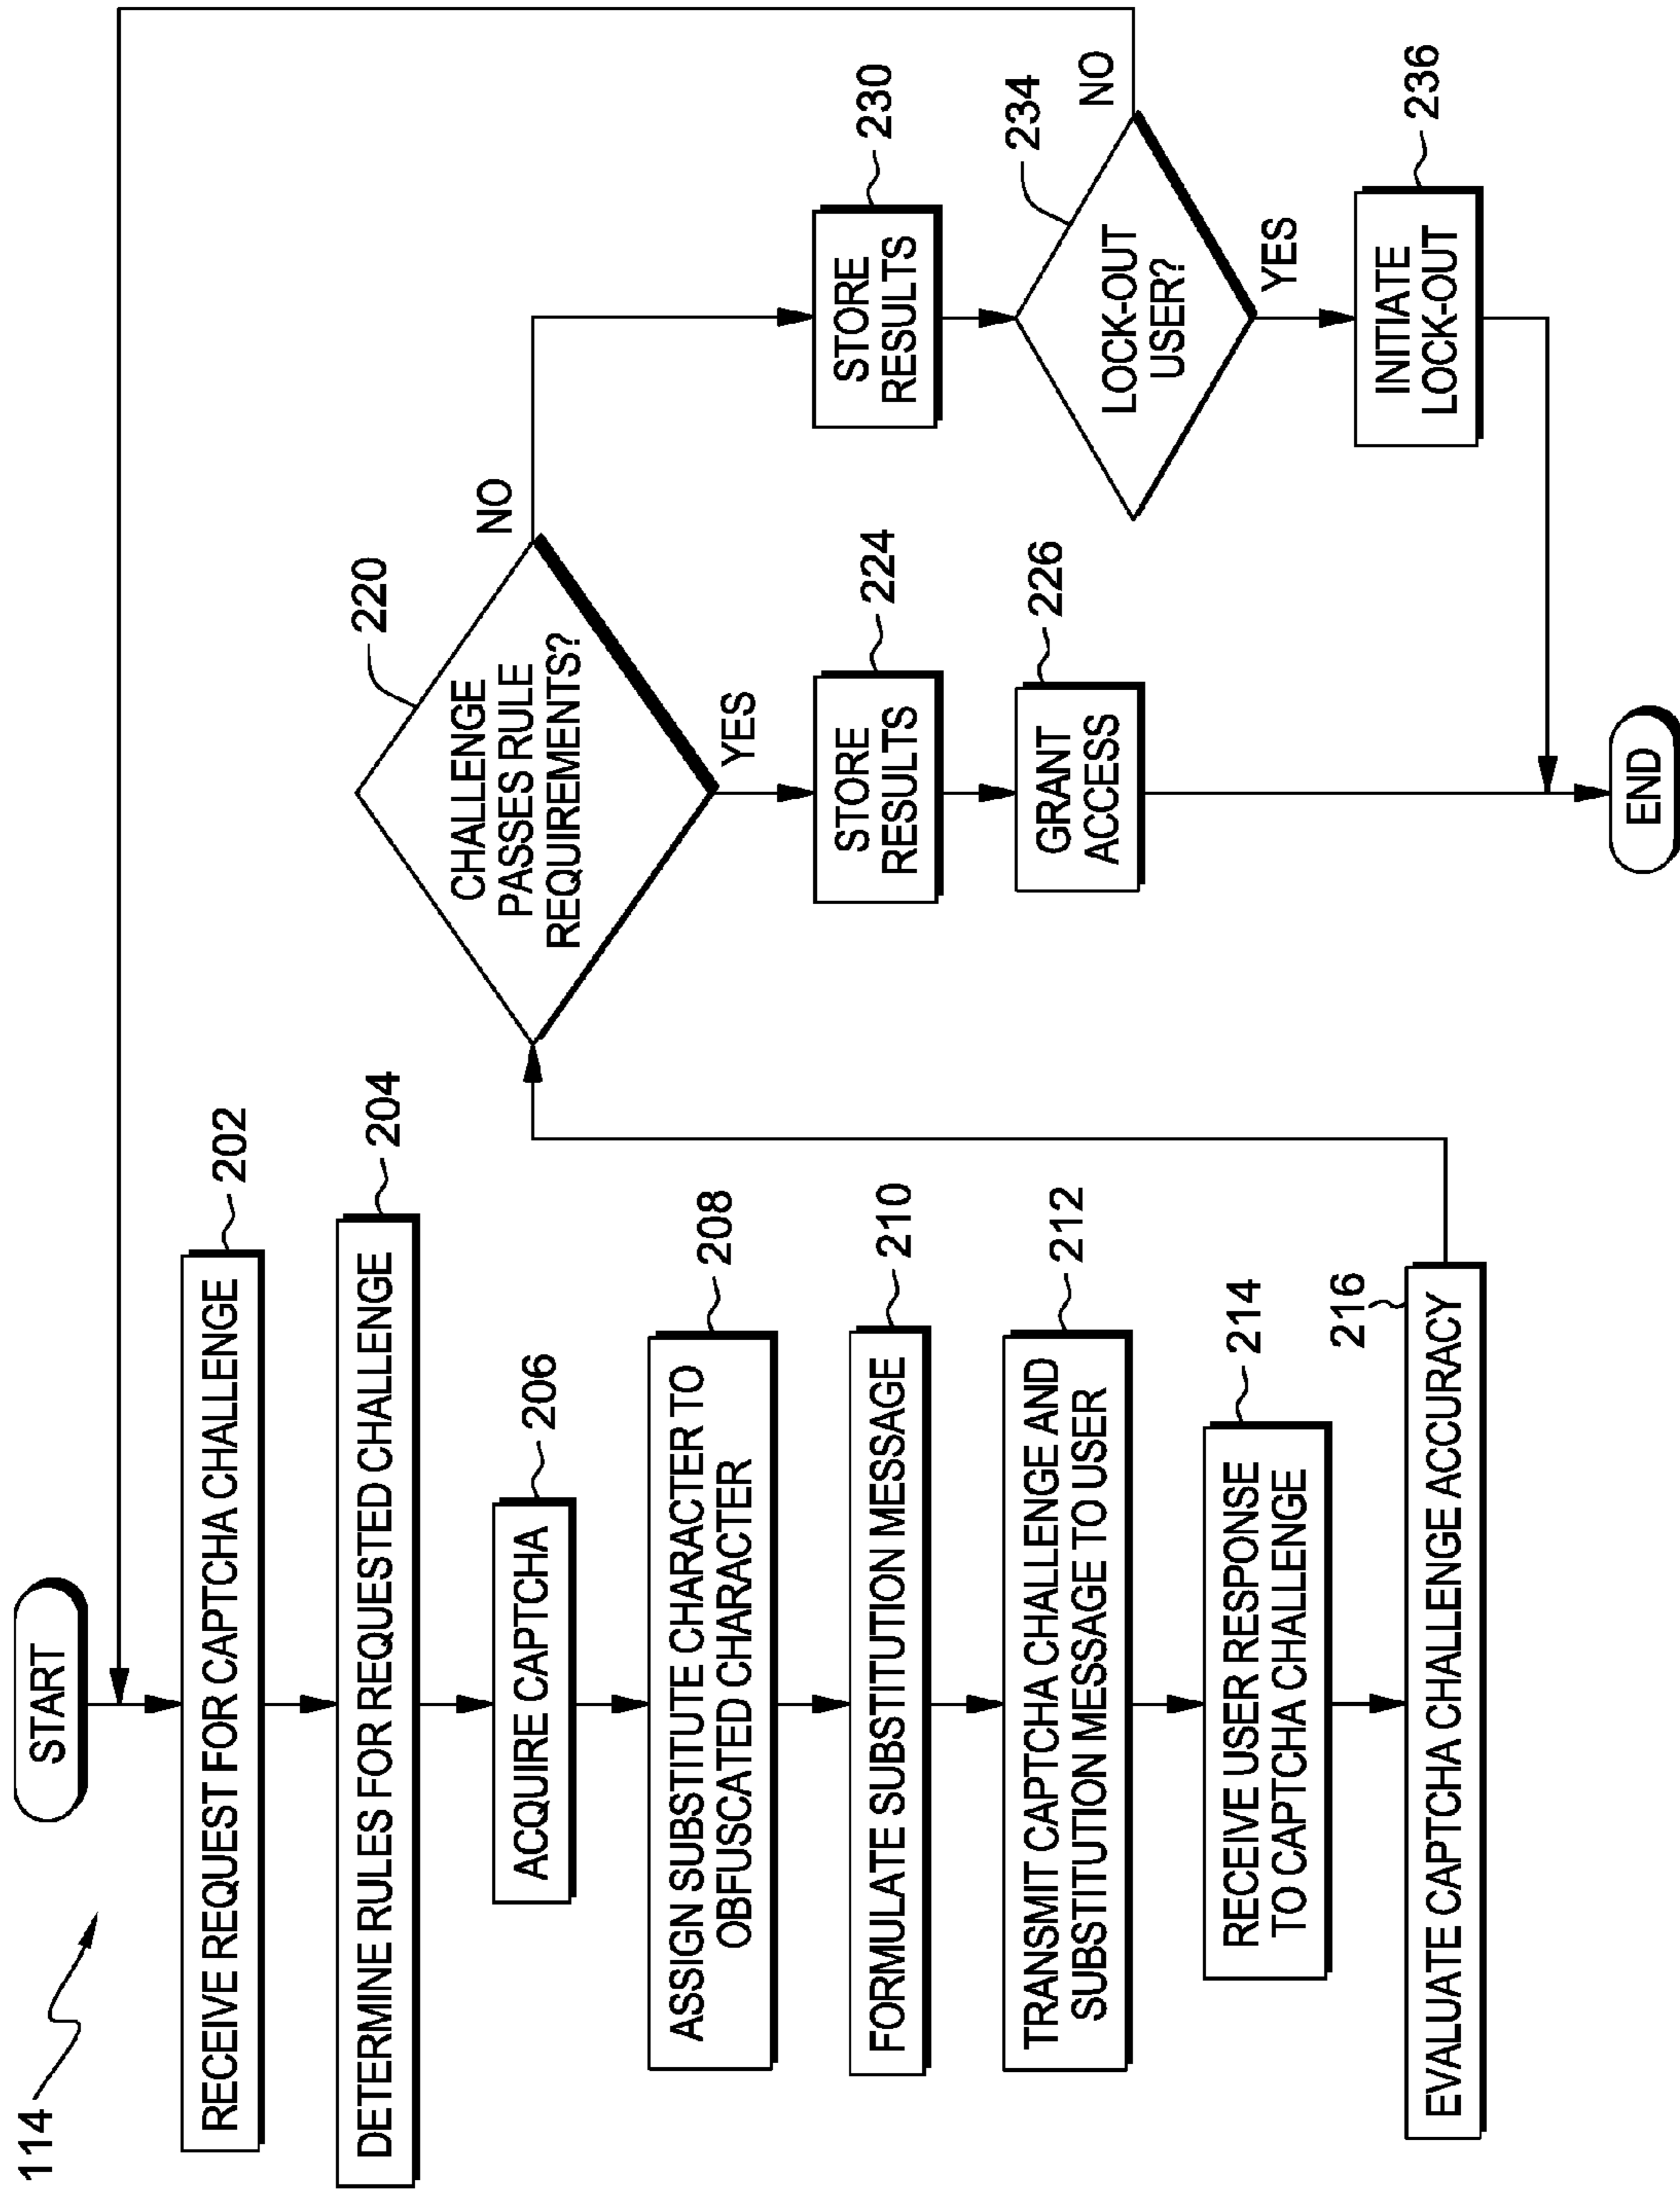 114
START
RECEIVE REQUEST FOR CAPTCHA CHALLENGE
202
DETERMINE RULES FOR REQUESTED CHALLENGE
204
ACQUIRE CAPTCHA
206
ASSIGN SUBSTITUTE CHARACTER TO
OBFUSCATED CHARACTER
208
FORMULATE SUBSTITUTION MESSAGE
210
TRANSMIT CAPTCHA CHALLENGE AND
SUBSTITUTION MESSAGE TO USER
212
RECEIVE USER RESPONSE
TO CAPTCHA CHALLENGE
214
EVALUATE CAPTCHA CHALLENGE ACCURACY
216
CHALLENGE
PASSES RULE
REQUIREMENTS?
220
NO
YES
STORE
RESULTS
224
GRANT
ACCESS
226
STORE
RESULTS
230
LOCK-OUT
USER?
234
NO
YES
INITIATE
LOCK-OUT
236
END